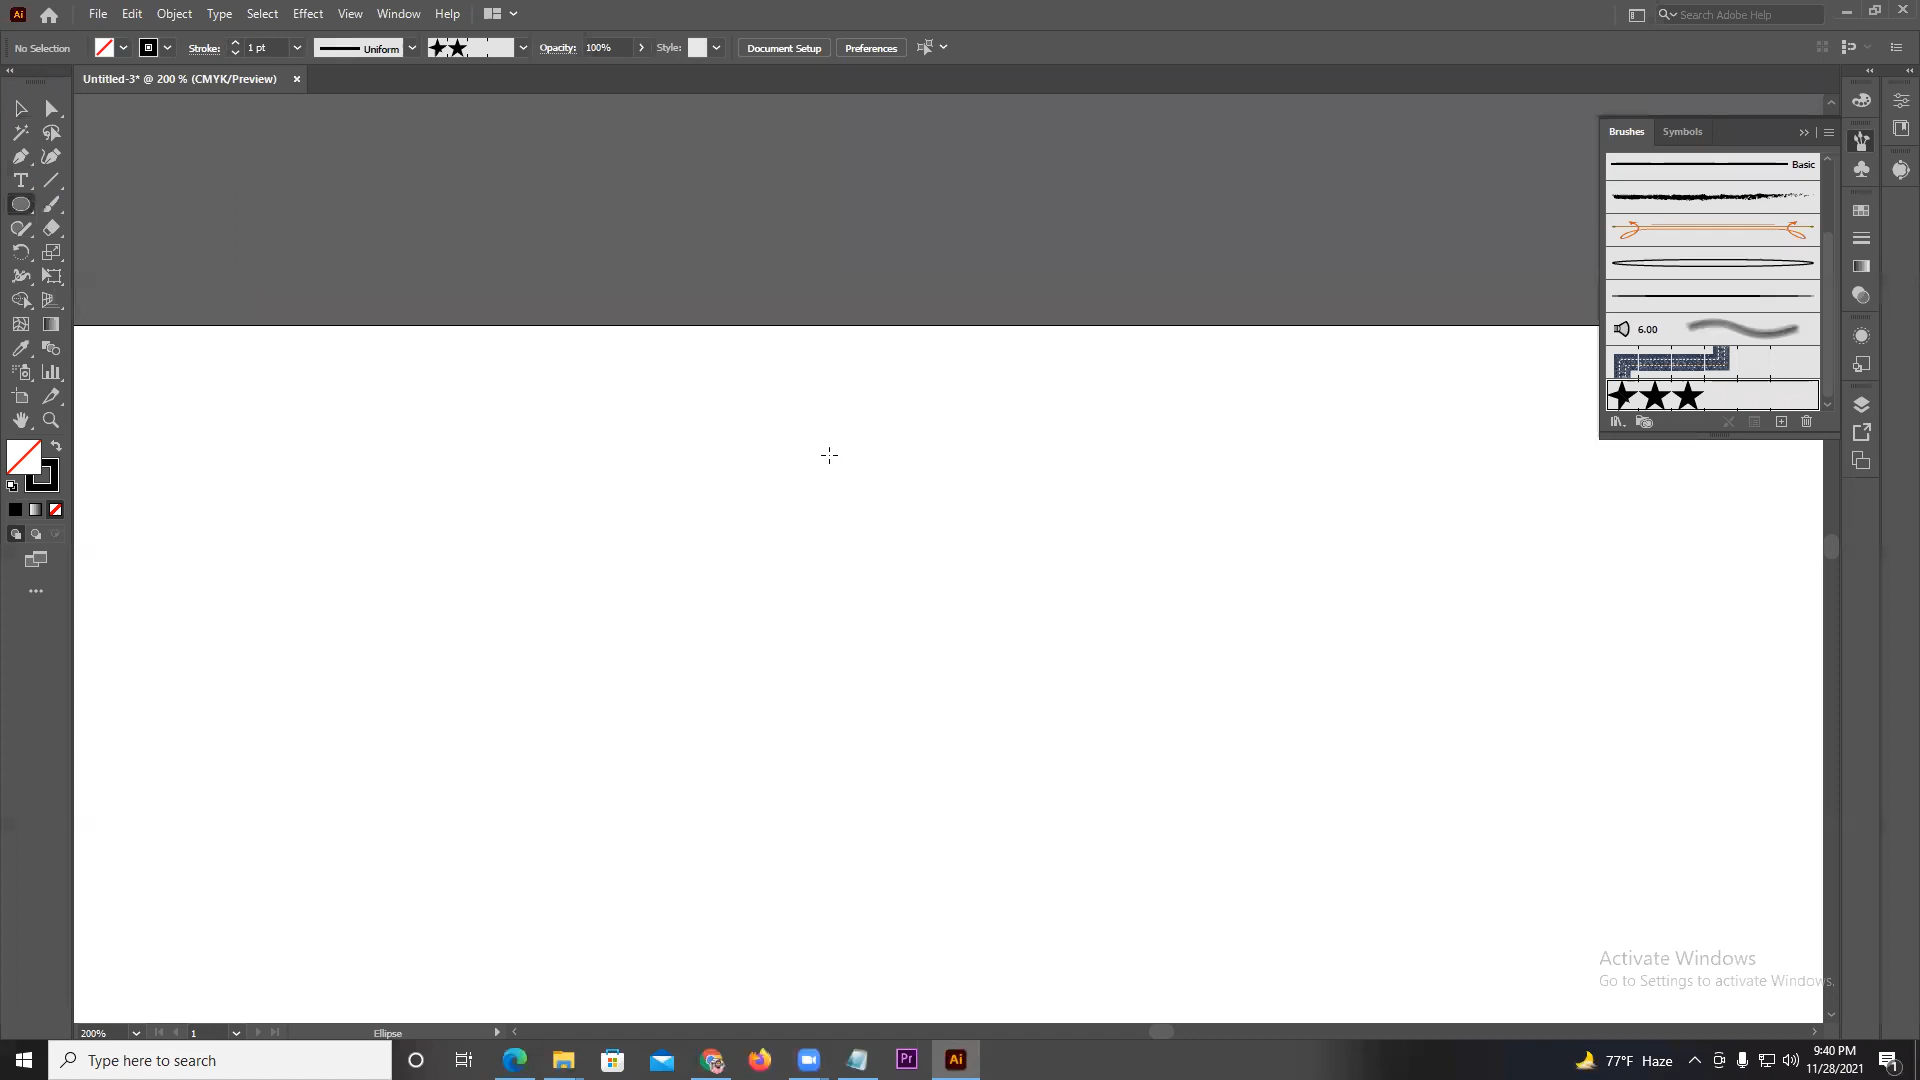 Ai File Edit Object Type Select Effect View Window Help Search Adobe Help
No Selection Stroke: 1 pt Uniform Opacity: 100% Style: Document Setup Preferences
Untitled-3* @ 200 % (CMYK/Preview) ×
Brushes Symbols
Basic
6.00
T
Activate Windows
Go to Settings to activate Windows.
200% 1 Ellipse
Type here to search Pr Ai 77°F Haze 9:40 PM
11/28/2021 1